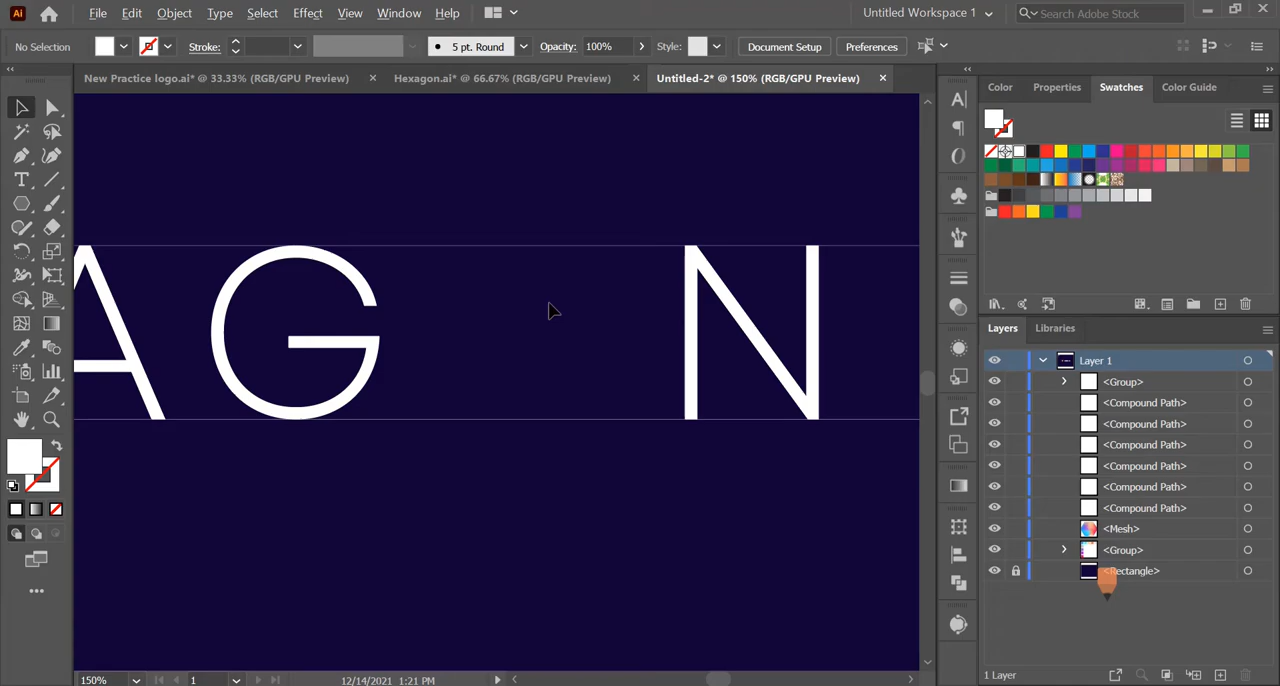 Ai File Edit Object Type Select Effect View Window Help Untitled Workspace 1 Search Adobe Stock
No Selection Stroke: 5 pt. Round Opacity: 100% Style: Document Setup Preferences
New Practice logo.ai* @ 33.33% (RGB/GPU Preview) Hexagon.ai* @ 66.67% (RGB/GPU Preview) Untitled-2* @ 150% (RGB/GPU Preview)
Color Properties Swatches Color Guide
A G N
Layers Libraries
Layer 1
<Group>
<Compound Path>
<Compound Path>
<Compound Path>
<Compound Path>
<Compound Path>
<Compound Path>
<Mesh>
<Group>
<Rectangle>
150% 1 12/14/2021 1:21 PM 1 Layer